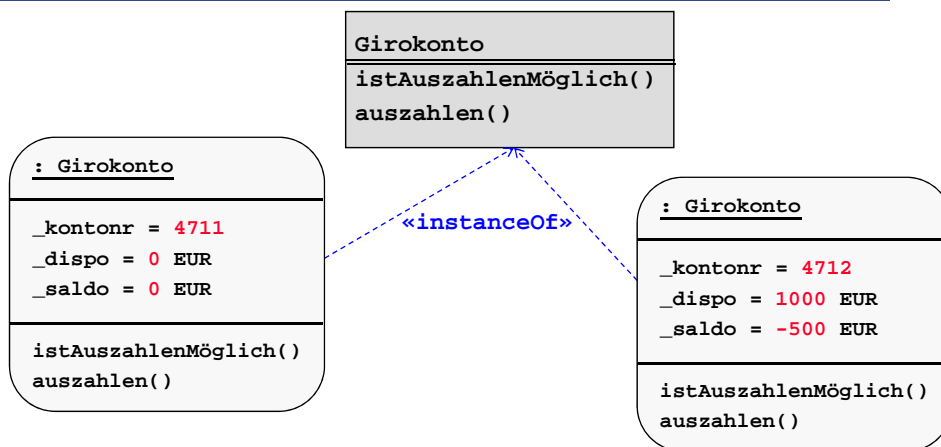 Girokonto
istAuszahlenMöglich()
auszahlen()
: Girokonto
_kontonr = 4711
_dispo = 0 EUR
_saldo = 0 EUR
istAuszahlenMöglich()
auszahlen()
«instanceOf»
: Girokonto
_kontonr = 4712
_dispo = 1000 EUR
_saldo = -500 EUR
istAuszahlenMöglich()
auszahlen()